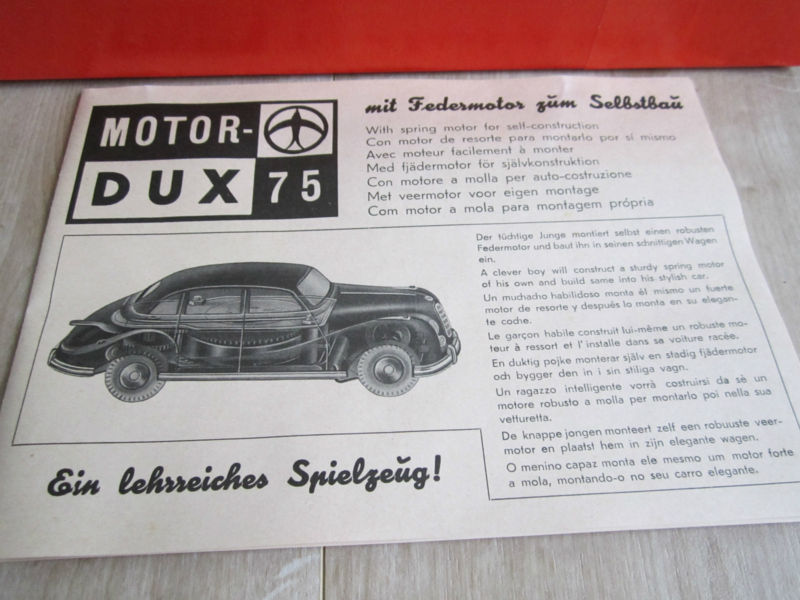 MOTOR-
DUX 75
mit Federmotor zum Selbstbau
With spring motor for self-construction
Con motor de resorte para montarlo por sí mismo
Avec moteur facilement à monter
Med fjädermotor för självkonstruktion
Con motore a molla per auto-costruzione
Met veermotor voor eigen montage
Com motor a mola para montagem própria
Der tüchtige Junge montiert selbst einen robusten
Federmotor und baut ihn in seinen schnittigen Wagen
ein.
A clever boy will construct a sturdy spring motor
of his own and build same into his stylish car.
Un muchado habilidoso monta él mismo un fuerte
motor de resorte y después lo monta en su elegan-
te coche.
Le garçon habile construit lui-même un robuste mo-
teur à ressort et l' installe dans sa voiture racée.
En duktig pojke monterar själv en stadig fjädermotor
och bygger den in i sin stiliga vagn.
Un ragazzo intelligente vorrà costruirsi da sè un
motore robusto a molla per montarlo poi nella sua
vetturetta.
De knappe jongen monteert zelf een robuuste veer-
motor en plaatst hem in zijn elegante wagen.
O menino capaz monta ele mesmo um motor forte
a mola, montando-o no seu carro elegante.
Ein lehrreiches Spielzeug!